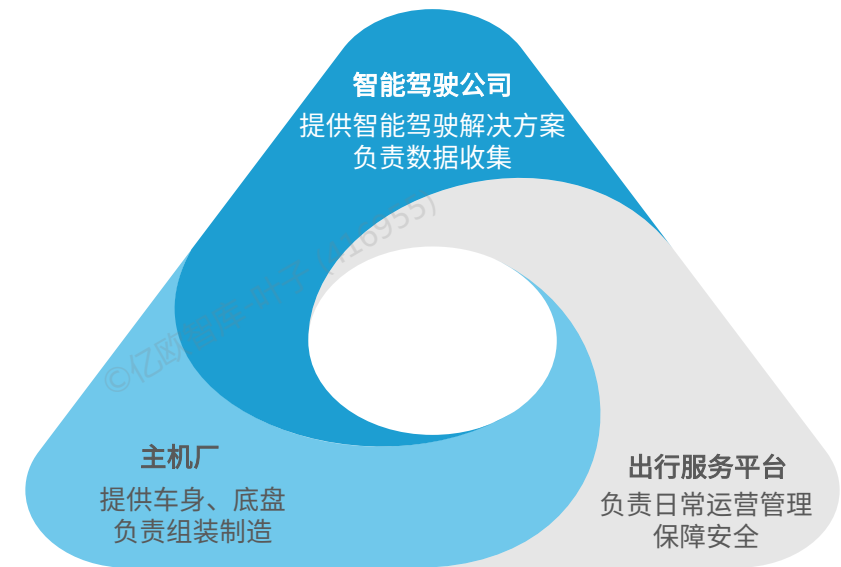 智能驾驶公司
提供智能驾驶解决方案
负责数据收集
主机厂
提供车身、底盘
负责组装制造
出行服务平台
负责日常运营管理
保障安全